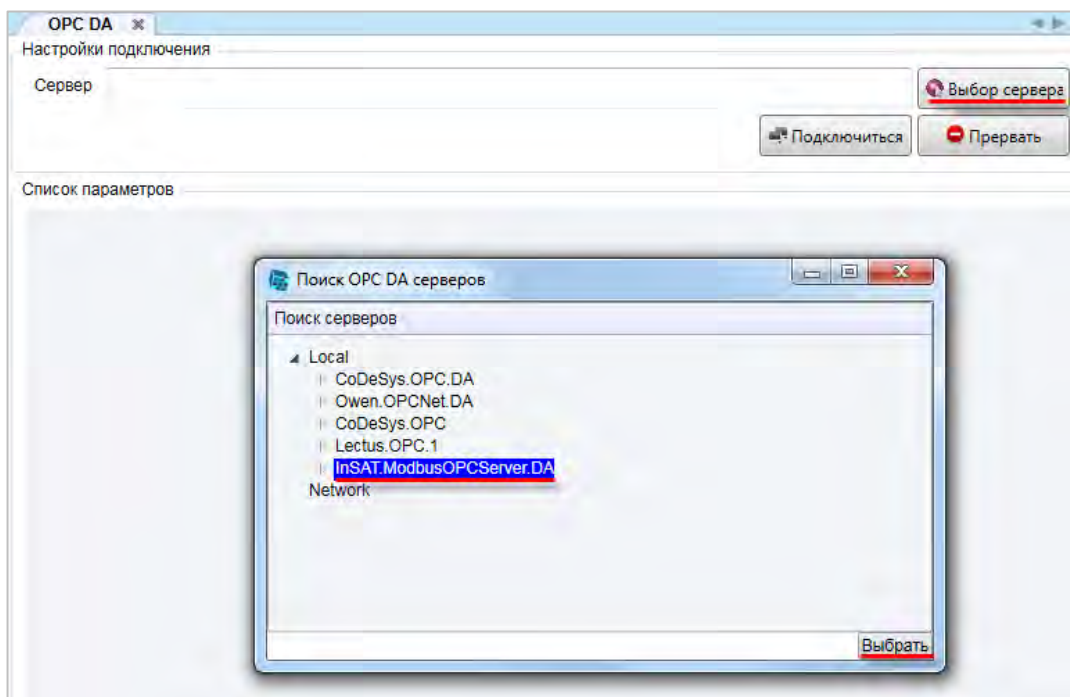 OPC DA
Настройки подключения
Сервер
Выбор сервера
Подключиться
Прервать
Список параметров
Поиск OPC DA серверов
Поиск серверов
Local
CoDeSys.OPC.DA
Owen.OPCNet.DA
CoDeSys.OPC
Lectus.OPC.1
InSAT.ModbusOPCServer.DA
Network
Выбрать